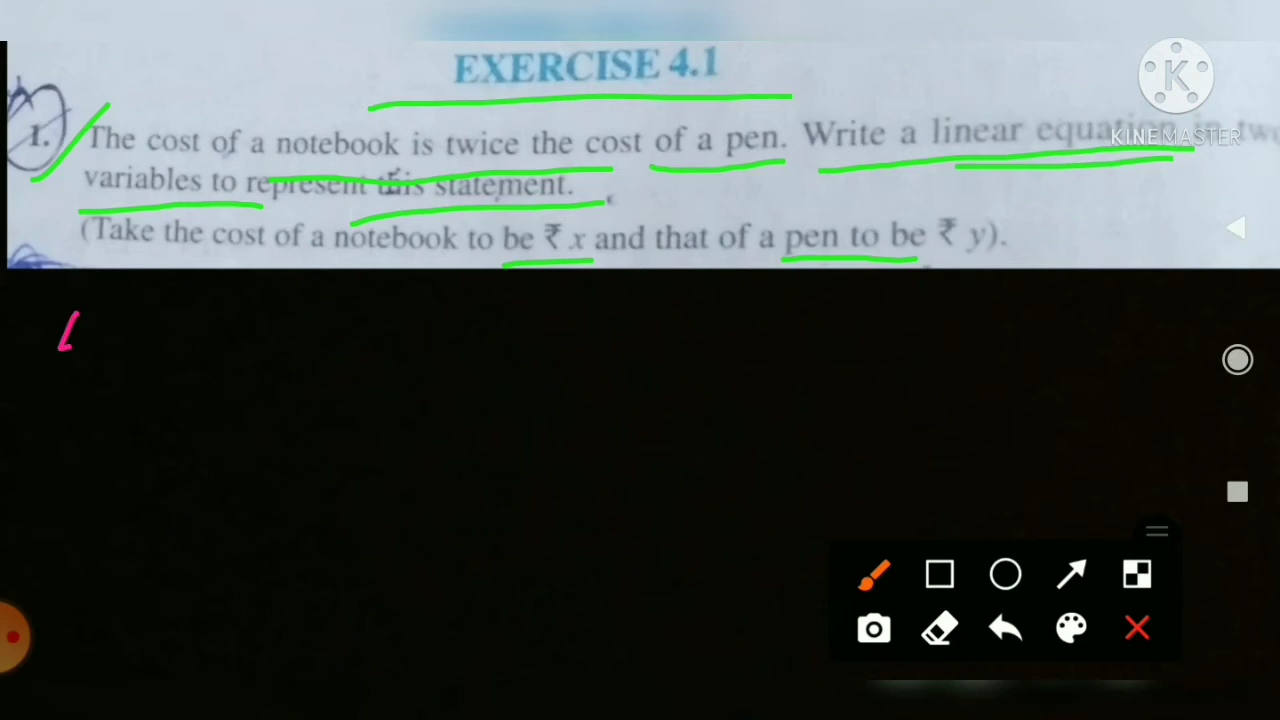 EXERCISE 4.1
K
KINEMASTER
1. The cost of a notebook is twice the cost of a pen. Write a linear equation in two
variables to represent this statement.
(Take the cost of a notebook to be ₹ x and that of a pen to be ₹ y).